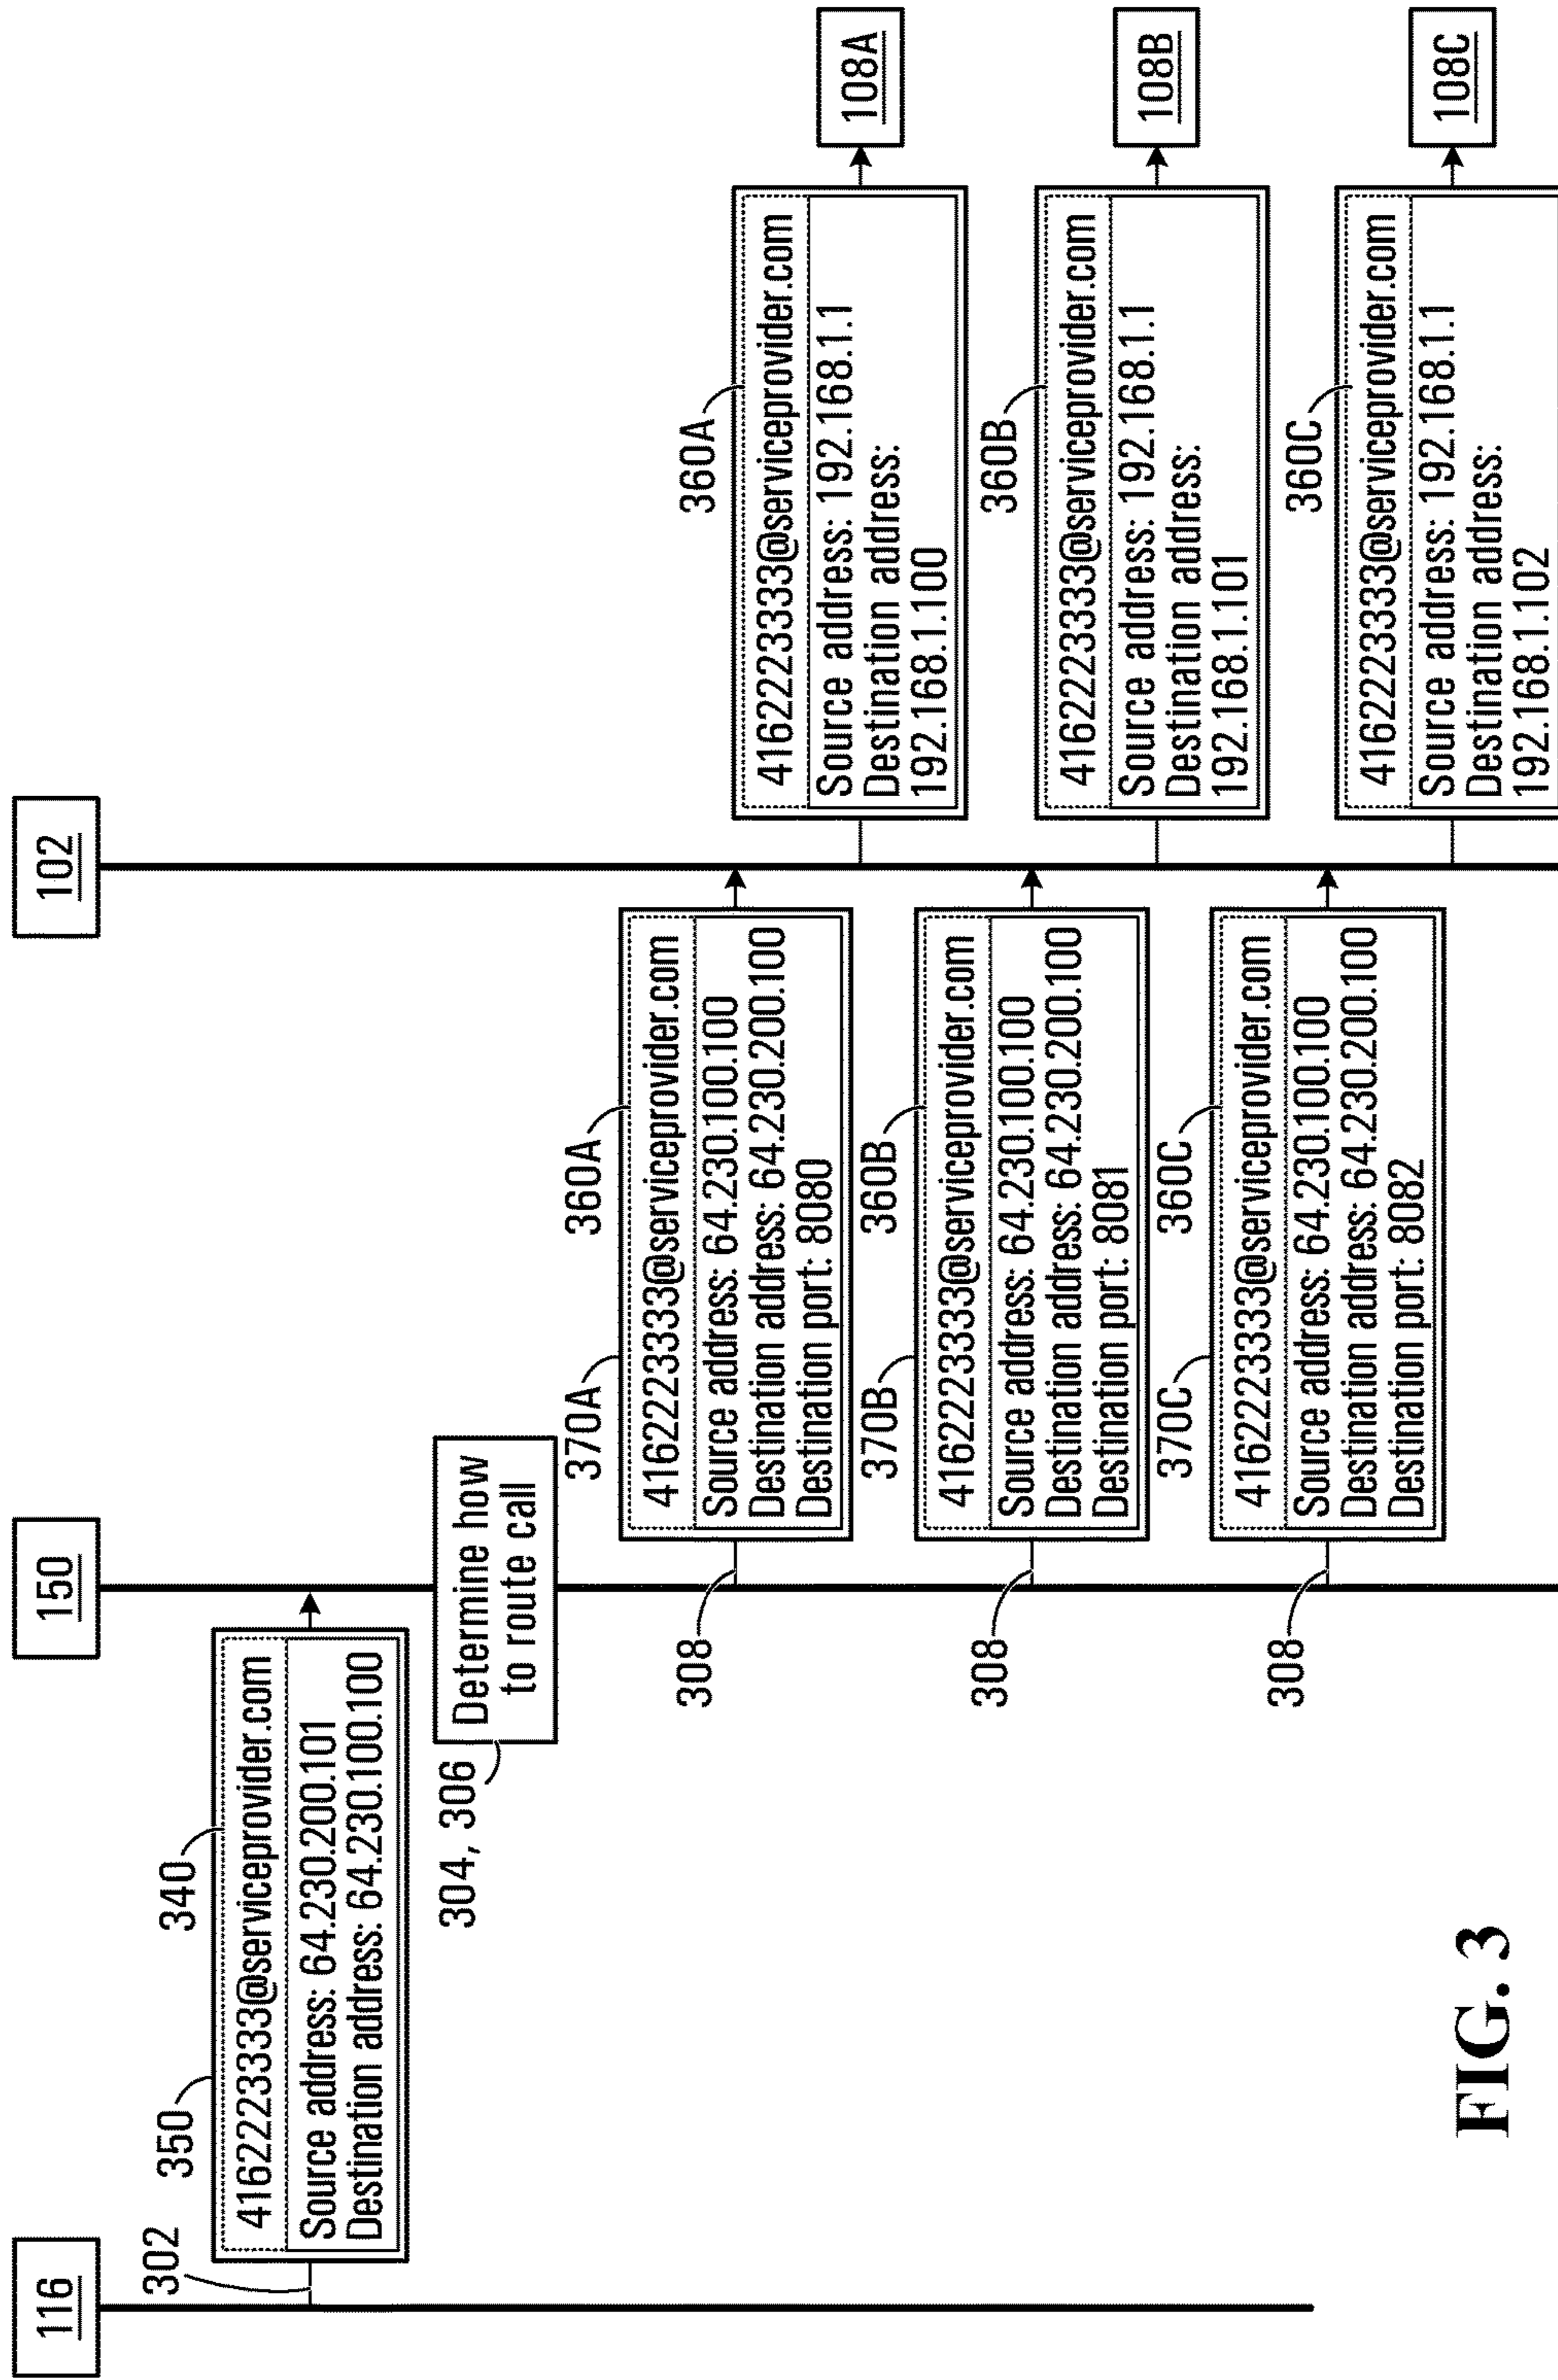 116
150
102
302
350
340
4162223333@serviceprovider.com
Source address: 64.230.200.101
Destination address: 64.230.100.100
304, 306
Determine how
to route call
308
370A
360A
4162223333@serviceprovider.com
Source address: 64.230.100.100
Destination address: 64.230.200.100
Destination port: 8080
360A
4162223333@serviceprovider.com
Source address: 192.168.1.1
Destination address:
192.168.1.100
108A
308
370B
360B
4162223333@serviceprovider.com
Source address: 64.230.100.100
Destination address: 64.230.200.100
Destination port: 8081
360B
4162223333@serviceprovider.com
Source address: 192.168.1.1
Destination address:
192.168.1.101
108B
308
370C
360C
4162223333@serviceprovider.com
Source address: 64.230.100.100
Destination address: 64.230.200.100
Destination port: 8082
360C
4162223333@serviceprovider.com
Source address: 192.168.1.1
Destination address:
192.168.1.102
108C
FIG. 3